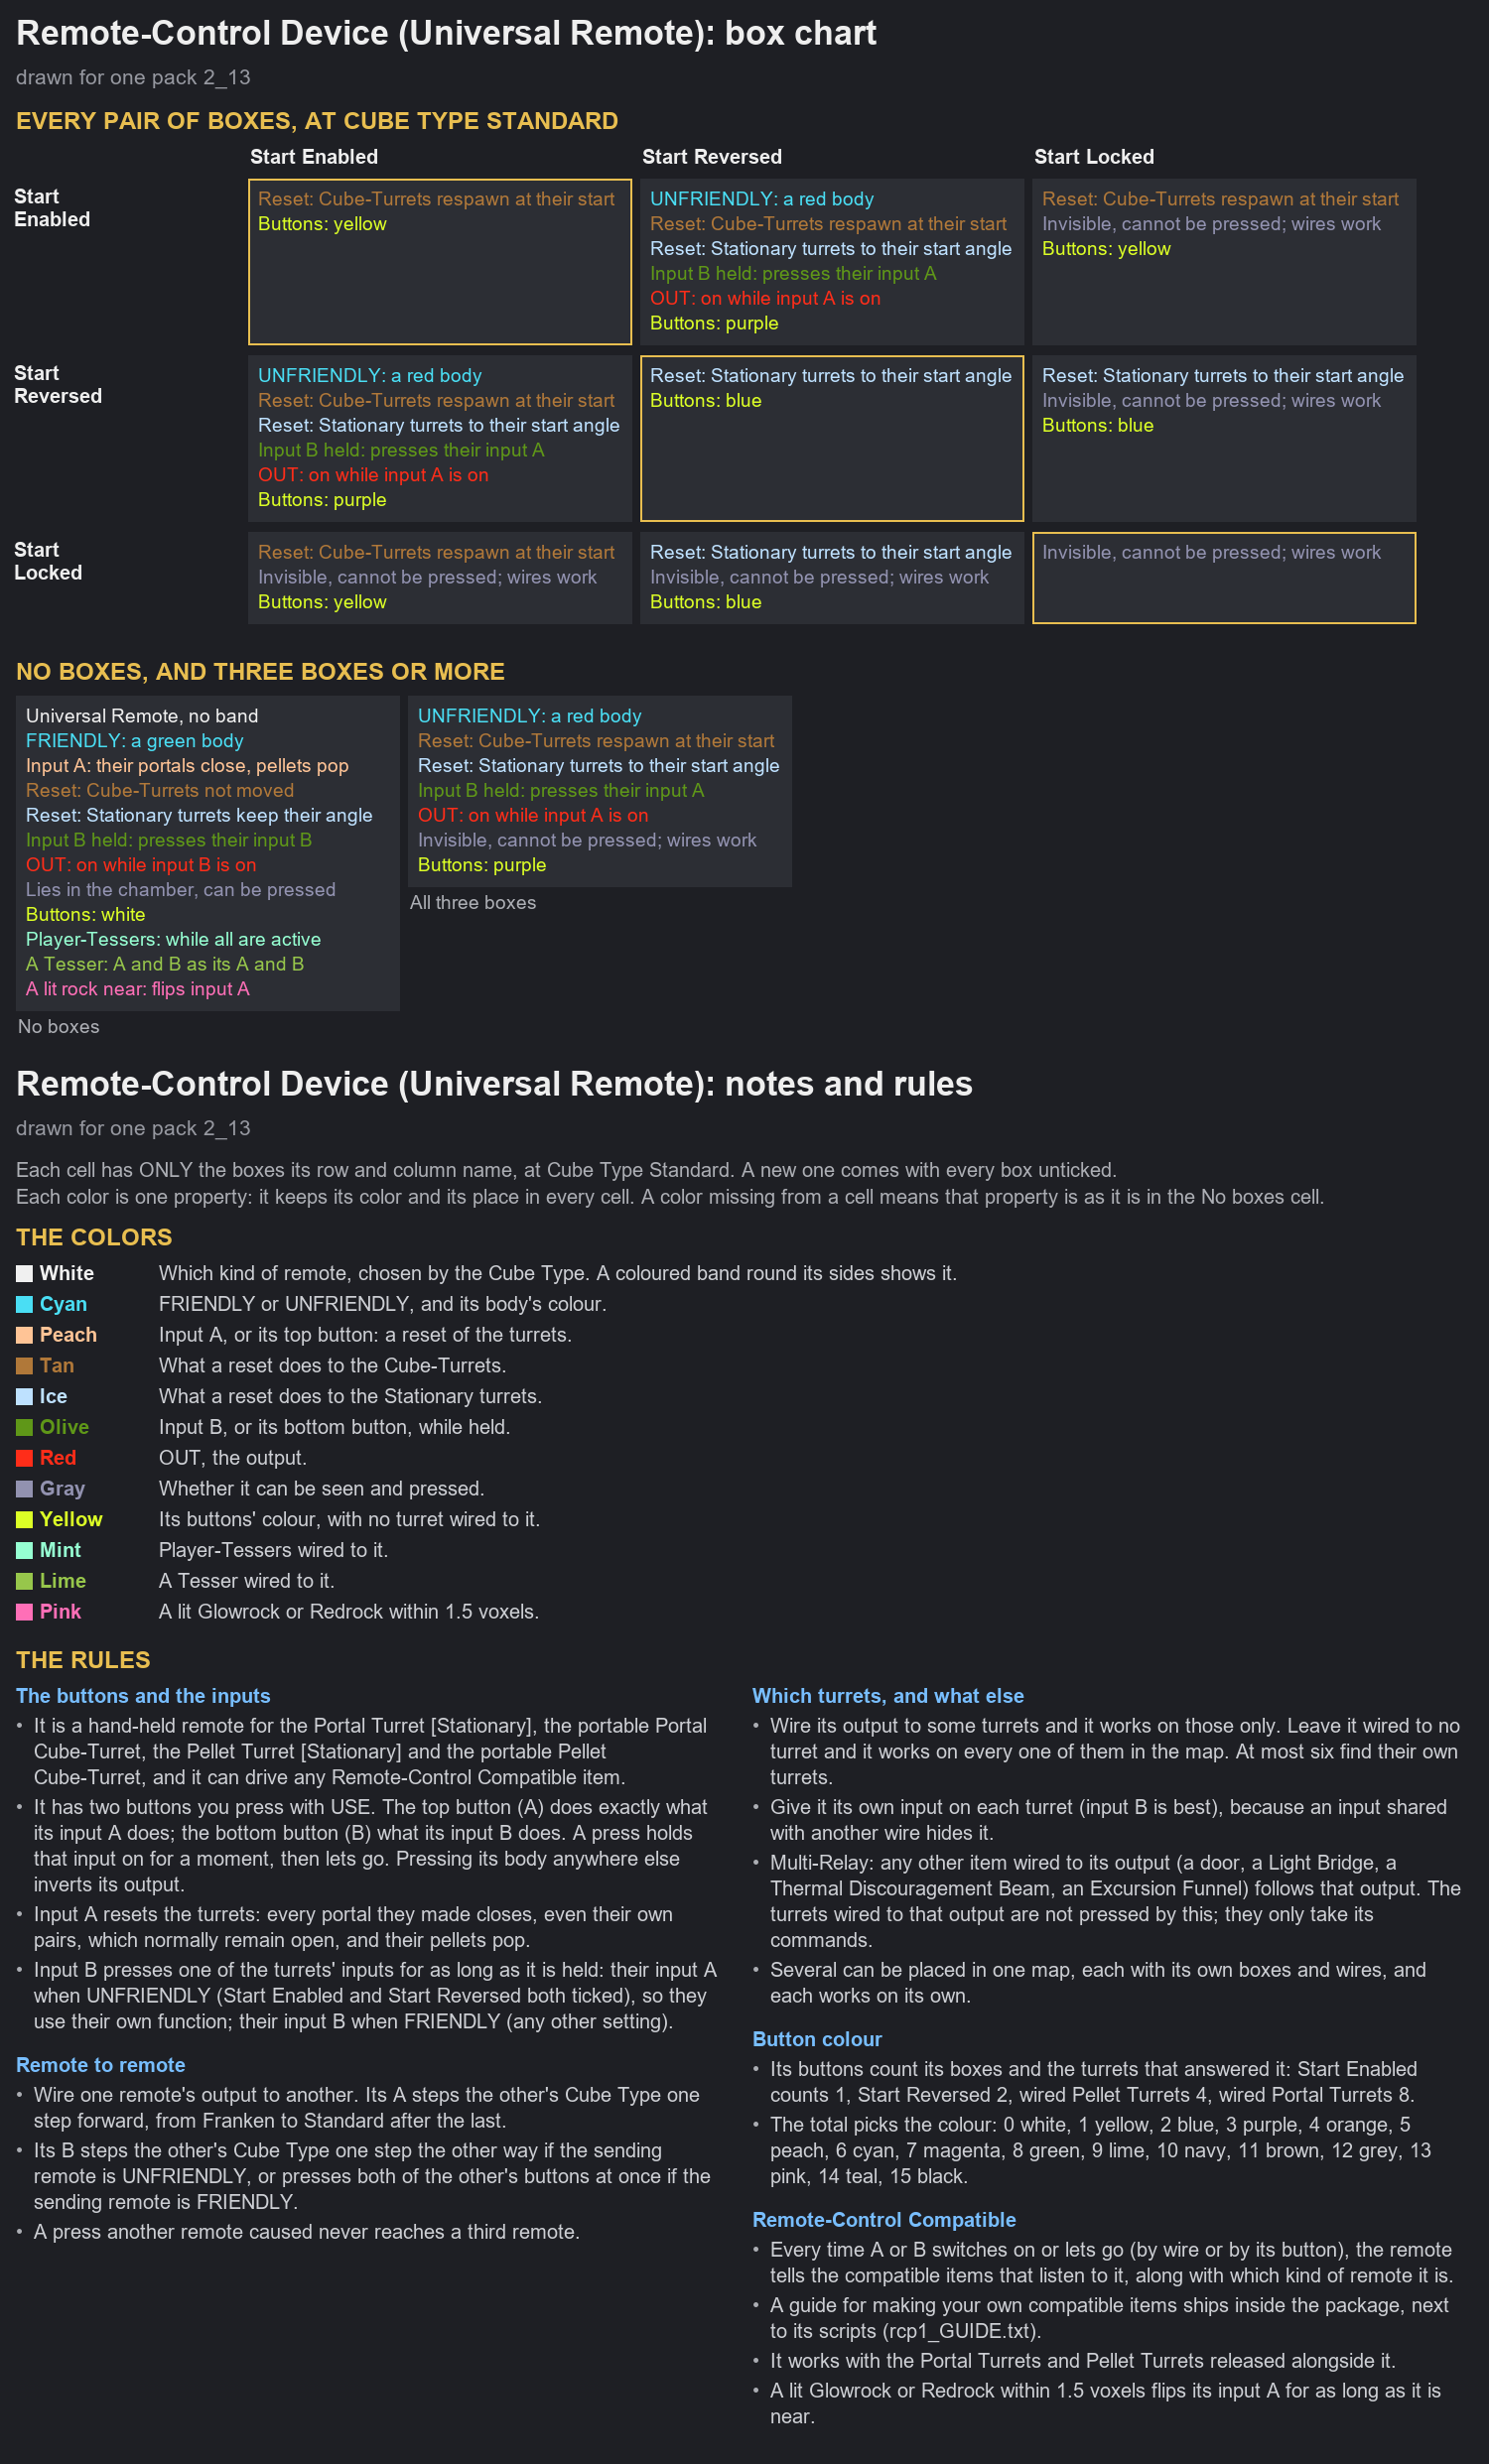 Remote-Control Device (Universal Remote): box chart
drawn for one pack 2_13
EVERY PAIR OF BOXES, AT CUBE TYPE STANDARD
Start Enabled
Start Reversed
Start Locked
Start
Enabled
Reset: Cube-Turrets respawn at their start
Buttons: yellow
UNFRIENDLY: a red body
Reset: Cube-Turrets respawn at their start
Reset: Stationary turrets to their start angle
Input B held: presses their input A
OUT: on while input A is on
Buttons: purple
Reset: Cube-Turrets respawn at their start
Invisible, cannot be pressed; wires work
Buttons: yellow
Start
Reversed
UNFRIENDLY: a red body
Reset: Cube-Turrets respawn at their start
Reset: Stationary turrets to their start angle
Input B held: presses their input A
OUT: on while input A is on
Buttons: purple
Reset: Stationary turrets to their start angle
Buttons: blue
Reset: Stationary turrets to their start angle
Invisible, cannot be pressed; wires work
Buttons: blue
Start
Locked
Reset: Cube-Turrets respawn at their start
Invisible, cannot be pressed; wires work
Buttons: yellow
Reset: Stationary turrets to their start angle
Invisible, cannot be pressed; wires work
Buttons: blue
Invisible, cannot be pressed; wires work
NO BOXES, AND THREE BOXES OR MORE
Universal Remote, no band
FRIENDLY: a green body
Input A: their portals close, pellets pop
Reset: Cube-Turrets not moved
Reset: Stationary turrets keep their angle
Input B held: presses their input B
OUT: on while input B is on
Lies in the chamber, can be pressed
Buttons: white
Player-Tessers: while all are active
A Tesser: A and B as its A and B
A lit rock near: flips input A
No boxes
UNFRIENDLY: a red body
Reset: Cube-Turrets respawn at their start
Reset: Stationary turrets to their start angle
Input B held: presses their input A
OUT: on while input A is on
Invisible, cannot be pressed; wires work
Buttons: purple
All three boxes
Remote-Control Device (Universal Remote): notes and rules
drawn for one pack 2_13
Each cell has ONLY the boxes its row and column name, at Cube Type Standard. A new one comes with every box unticked.
Each color is one property: it keeps its color and its place in every cell. A color missing from a cell means that property is as it is in the No boxes cell.
THE COLORS
White Which kind of remote, chosen by the Cube Type. A coloured band round its sides shows it.
Cyan FRIENDLY or UNFRIENDLY, and its body's colour.
Peach Input A, or its top button: a reset of the turrets.
Tan What a reset does to the Cube-Turrets.
Ice What a reset does to the Stationary turrets.
Olive Input B, or its bottom button, while held.
Red OUT, the output.
Gray Whether it can be seen and pressed.
Yellow Its buttons' colour, with no turret wired to it.
Mint Player-Tessers wired to it.
Lime A Tesser wired to it.
Pink A lit Glowrock or Redrock within 1.5 voxels.
THE RULES
The buttons and the inputs
• It is a hand-held remote for the Portal Turret [Stationary], the portable Portal
Cube-Turret, the Pellet Turret [Stationary] and the portable Pellet
Cube-Turret, and it can drive any Remote-Control Compatible item.
• It has two buttons you press with USE. The top button (A) does exactly what
its input A does; the bottom button (B) what its input B does. A press holds
that input on for a moment, then lets go. Pressing its body anywhere else
inverts its output.
• Input A resets the turrets: every portal they made closes, even their own
pairs, which normally remain open, and their pellets pop.
• Input B presses one of the turrets' inputs for as long as it is held: their input A
when UNFRIENDLY (Start Enabled and Start Reversed both ticked), so they
use their own function; their input B when FRIENDLY (any other setting).
Remote to remote
• Wire one remote's output to another. Its A steps the other's Cube Type one
step forward, from Franken to Standard after the last.
• Its B steps the other's Cube Type one step the other way if the sending
remote is UNFRIENDLY, or presses both of the other's buttons at once if the
sending remote is FRIENDLY.
• A press another remote caused never reaches a third remote.
Which turrets, and what else
• Wire its output to some turrets and it works on those only. Leave it wired to no
turret and it works on every one of them in the map. At most six find their own
turrets.
• Give it its own input on each turret (input B is best), because an input shared
with another wire hides it.
• Multi-Relay: any other item wired to its output (a door, a Light Bridge, a
Thermal Discouragement Beam, an Excursion Funnel) follows that output. The
turrets wired to that output are not pressed by this; they only take its
commands.
• Several can be placed in one map, each with its own boxes and wires, and
each works on its own.
Button colour
• Its buttons count its boxes and the turrets that answered it: Start Enabled
counts 1, Start Reversed 2, wired Pellet Turrets 4, wired Portal Turrets 8.
• The total picks the colour: 0 white, 1 yellow, 2 blue, 3 purple, 4 orange, 5
peach, 6 cyan, 7 magenta, 8 green, 9 lime, 10 navy, 11 brown, 12 grey, 13
pink, 14 teal, 15 black.
Remote-Control Compatible
• Every time A or B switches on or lets go (by wire or by its button), the remote
tells the compatible items that listen to it, along with which kind of remote it is.
• A guide for making your own compatible items ships inside the package, next
to its scripts (rcp1_GUIDE.txt).
• It works with the Portal Turrets and Pellet Turrets released alongside it.
• A lit Glowrock or Redrock within 1.5 voxels flips its input A for as long as it is
near.